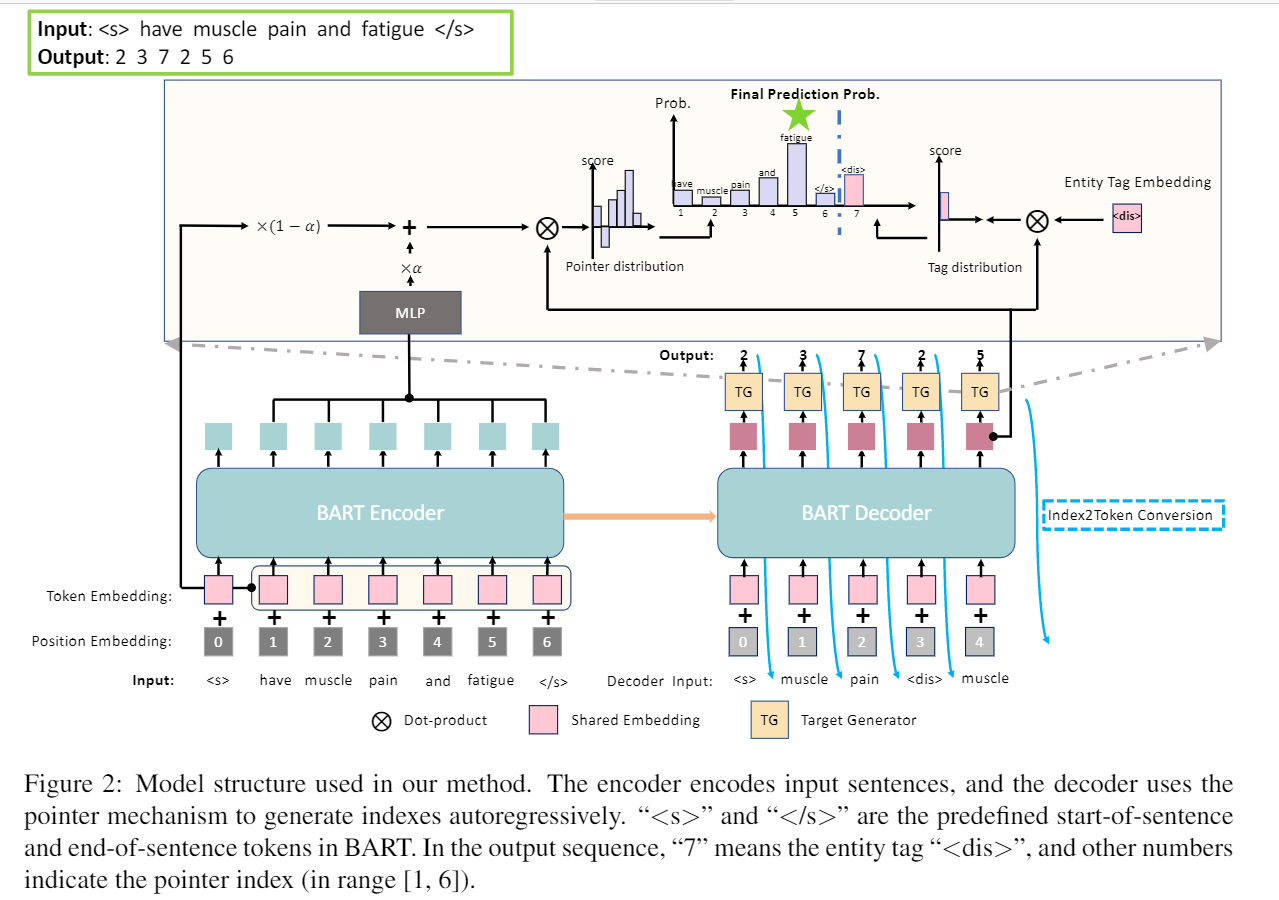 Input: <s> have muscle pain and fatigue </s>
Output: 2 3 7 2 5 6
Final Prediction Prob.
Prob.
fatigue
have muscle pain and </s> <dis>
1 2 3 4 5 6 7
score
Pointer distribution
score
Tag distribution
Entity Tag Embedding
<dis>
×(1 − α)
+
×α
MLP
Output: 2 3 7 2 5
TG TG TG TG TG
BART Encoder
BART Decoder
Index2Token Conversion
Token Embedding:
+ + + + + + + + + + + +
Position Embedding: 0 1 2 3 4 5 6 0 1 2 3 4
Input: <s> have muscle pain and fatigue </s>
Decoder Input: <s> muscle pain <dis> muscle
Dot-product
Shared Embedding
TG Target Generator
Figure 2: Model structure used in our method. The encoder encodes input sentences, and the decoder uses the
pointer mechanism to generate indexes autoregressively. “<s>” and “</s>” are the predefined start-of-sentence
and end-of-sentence tokens in BART. In the output sequence, “7” means the entity tag “<dis>”, and other numbers
indicate the pointer index (in range [1, 6]).